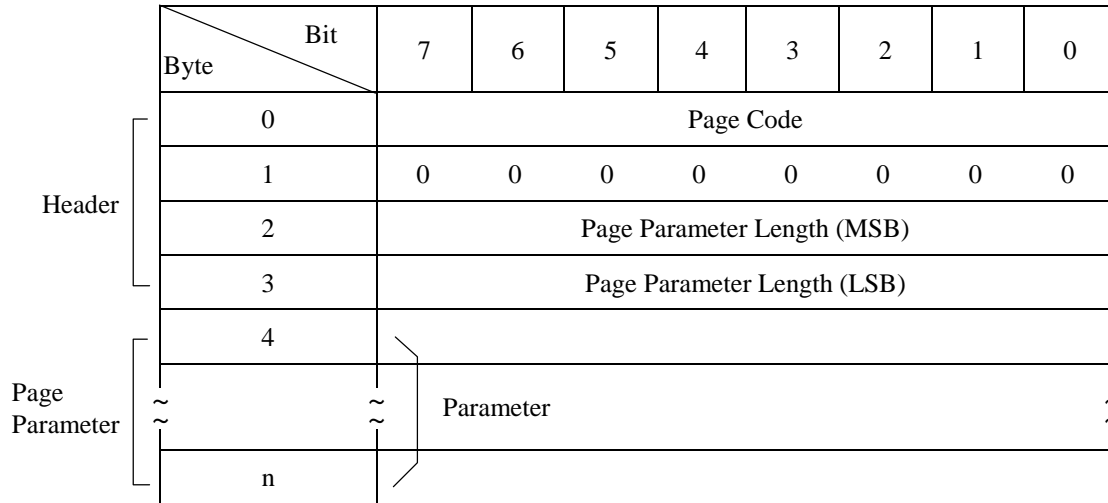 Bit
Byte
7 6 5 4 3 2 1 0
0 Page Code
1 0 0 0 0 0 0 0 0
Header
2 Page Parameter Length (MSB)
3 Page Parameter Length (LSB)
4
Page
Parameter
~ ~ Parameter ~
~ ~ ~
n